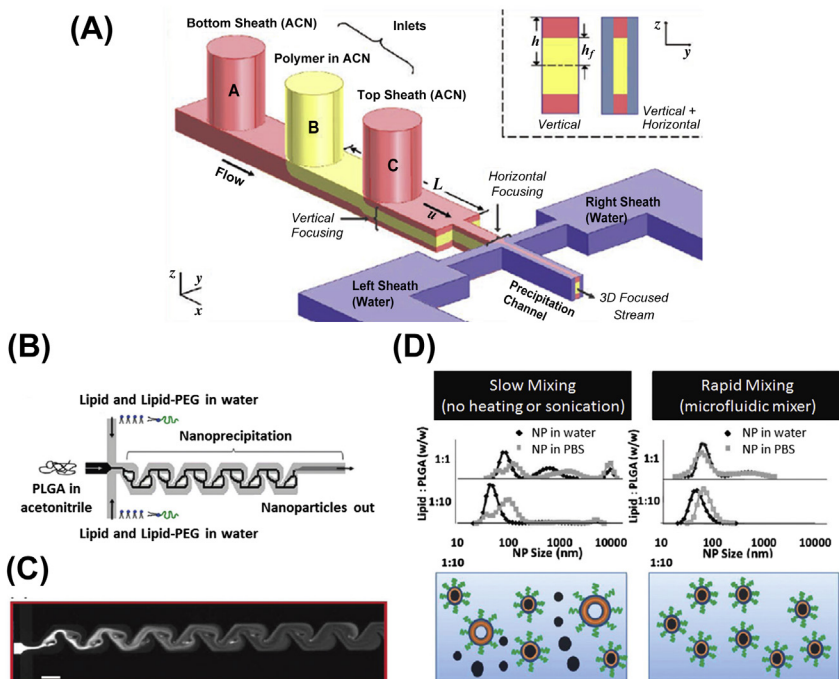 (A)
Bottom Sheath (ACN)
Inlets
Polymer in ACN
Top Sheath (ACN)
A
B
C
Flow
L
u
Vertical
Focusing
Horizontal
Focusing
h
h_f
z
y
Vertical
Vertical +
Horizontal
Right Sheath
(Water)
Left Sheath
(Water)
Precipitation
Channel
3D Focused
Stream
z
y
x
(B)
Lipid and Lipid-PEG in water
Nanoprecipitation
PLGA in
acetonitrile
Nanoparticles out
Lipid and Lipid-PEG in water
(C)
(D)
Slow Mixing
(no heating or sonication)
Rapid Mixing
(microfluidic mixer)
Lipid : PLGA (w/w)
1:1
1:10
NP in water
NP in PBS
10 100 1000 10000
NP Size (nm)
Lipid : PLGA (w/w)
1:1
1:10
NP in water
NP in PBS
10 100 1000 10000
NP Size (nm)
1:10
1:10